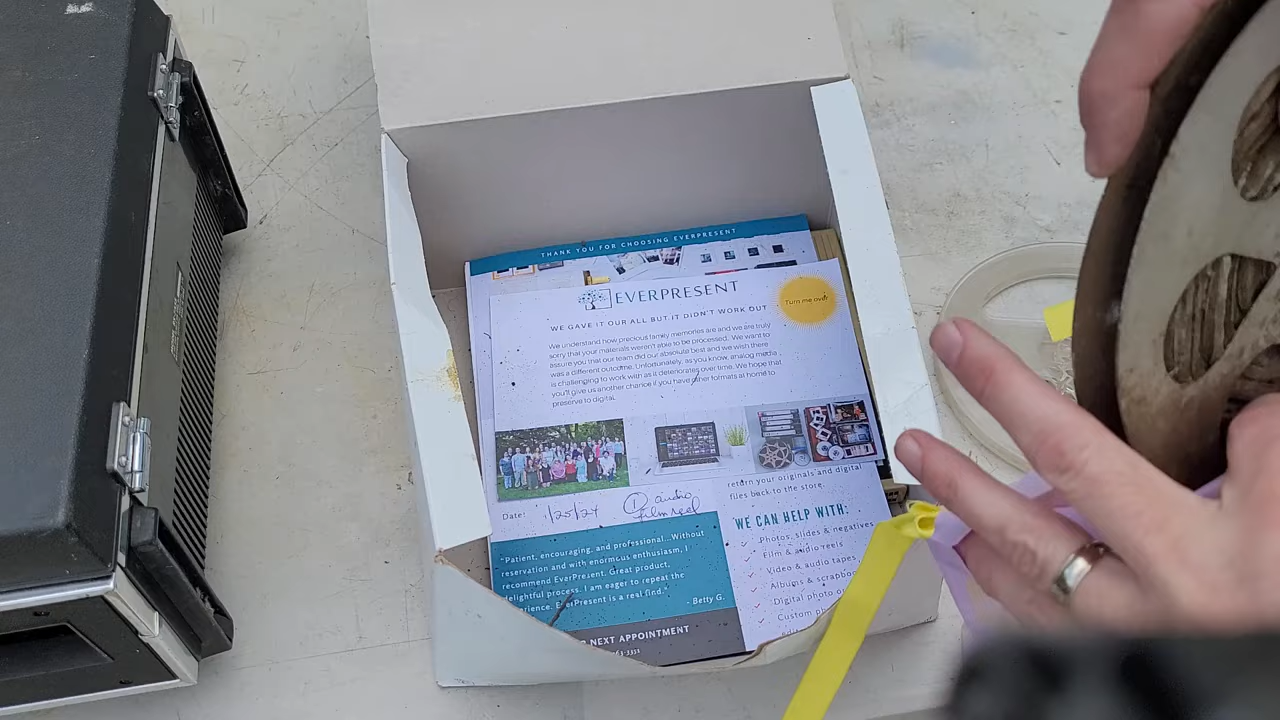 THANK YOU FOR CHOOSING EVERPRESENT
EVERPRESENT
Turn me over
WE GAVE IT OUR ALL BUT IT DIDN'T WORK OUT
We understand how precious family memories are and we are truly
sorry that your materials weren't able to be processed. We want to
assure you that our team did our absolute best and we wish there
was a different outcome. Unfortunately, as you know, analog media
is challenging to work with as it deteriorates over time. We hope that
you'll give us another chance if you have other formats at home to
preserve to digital.
return your originals and digital
files back to the store.
Date: 1/25/24 ① audio
film reel
WE CAN HELP WITH:
Photos, slides & negatives
Film & audio reels
Video & audio tapes
Albums & scrapbo
Digital photo
Custom
"Patient, encouraging, and professional...Without
reservation and with enormous enthusiasm, I
recommend EverPresent. Great product,
delightful process. I am eager to repeat the
erience. EverPresent is a real find."
- Betty G.
NEXT APPOINTMENT